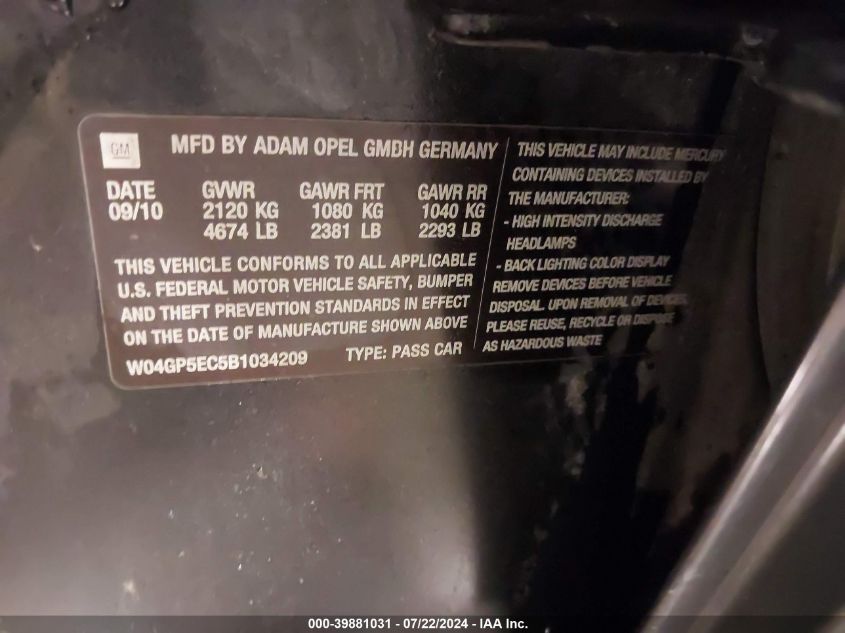 GM
MFD BY ADAM OPEL GMBH GERMANY
DATE GVWR GAWR FRT GAWR RR
09/10 2120 KG 1080 KG 1040 KG
4674 LB 2381 LB 2293 LB
THIS VEHICLE CONFORMS TO ALL APPLICABLE
U.S. FEDERAL MOTOR VEHICLE SAFETY, BUMPER
AND THEFT PREVENTION STANDARDS IN EFFECT
ON THE DATE OF MANUFACTURE SHOWN ABOVE
W04GP5EC5B1034209 TYPE: PASS CAR
THIS VEHICLE MAY INCLUDE MERCURY
CONTAINING DEVICES INSTALLED BY
THE MANUFACTURER:
- HIGH INTENSITY DISCHARGE
HEADLAMPS
- BACK LIGHTING COLOR DISPLAY
REMOVE DEVICES BEFORE VEHICLE
DISPOSAL. UPON REMOVAL OF DEVICES,
PLEASE REUSE, RECYCLE OR DISPOSE
AS HAZARDOUS WASTE
000-39881031 - 07/22/2024 - IAA Inc.